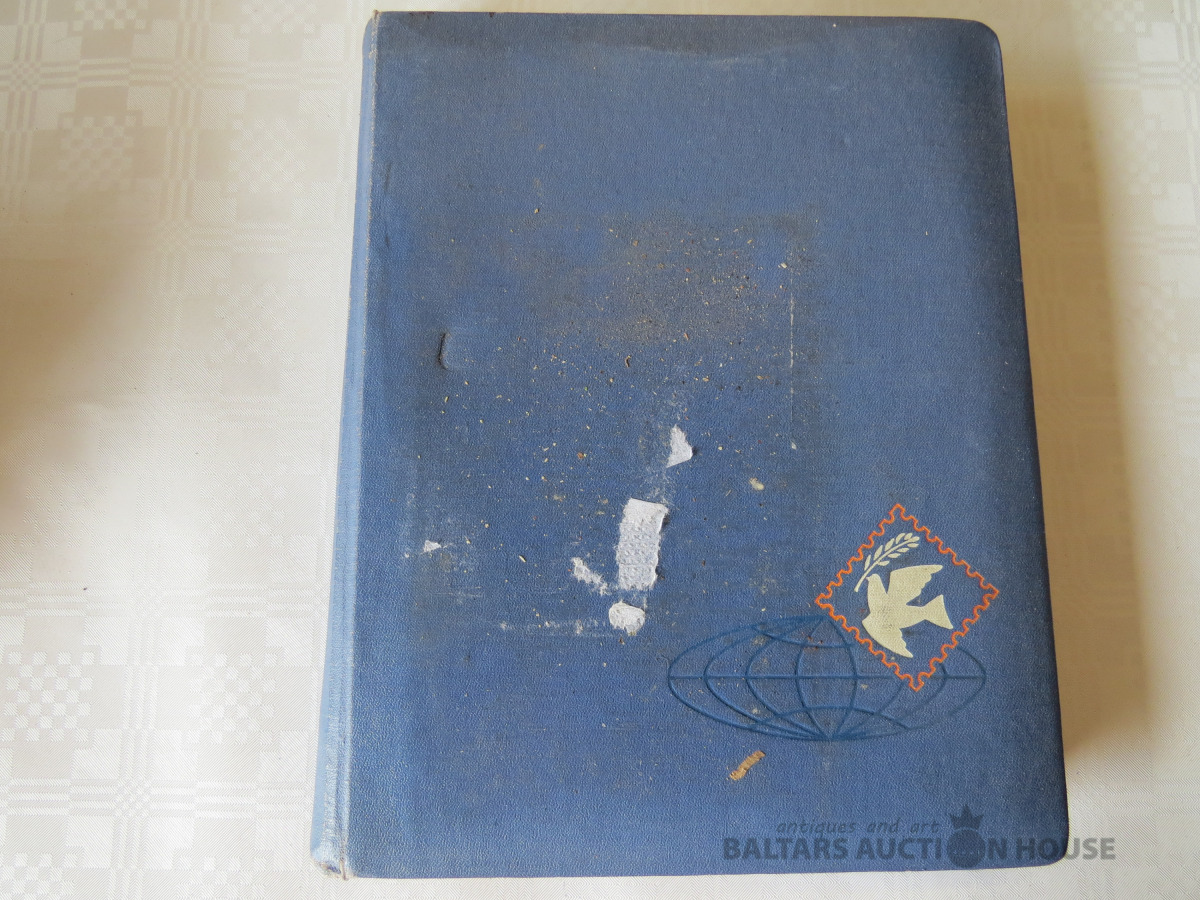 antiques and art
BALTARS AUCTION HOUSE